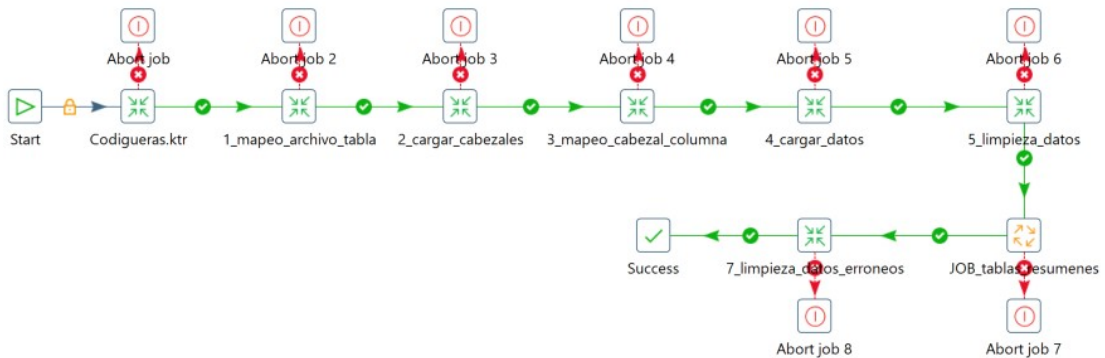 Abort job
Abort job 2
Abort job 3
Abort job 4
Abort job 5
Abort job 6
Start
Codigueras.ktr
1_mapeo_archivo_tabla
2_cargar_cabezales
3_mapeo_cabezal_columna
4_cargar_datos
5_limpieza_datos
Success
7_limpieza_datos_erroneos
JOB_tablas_resumenes
Abort job 8
Abort job 7